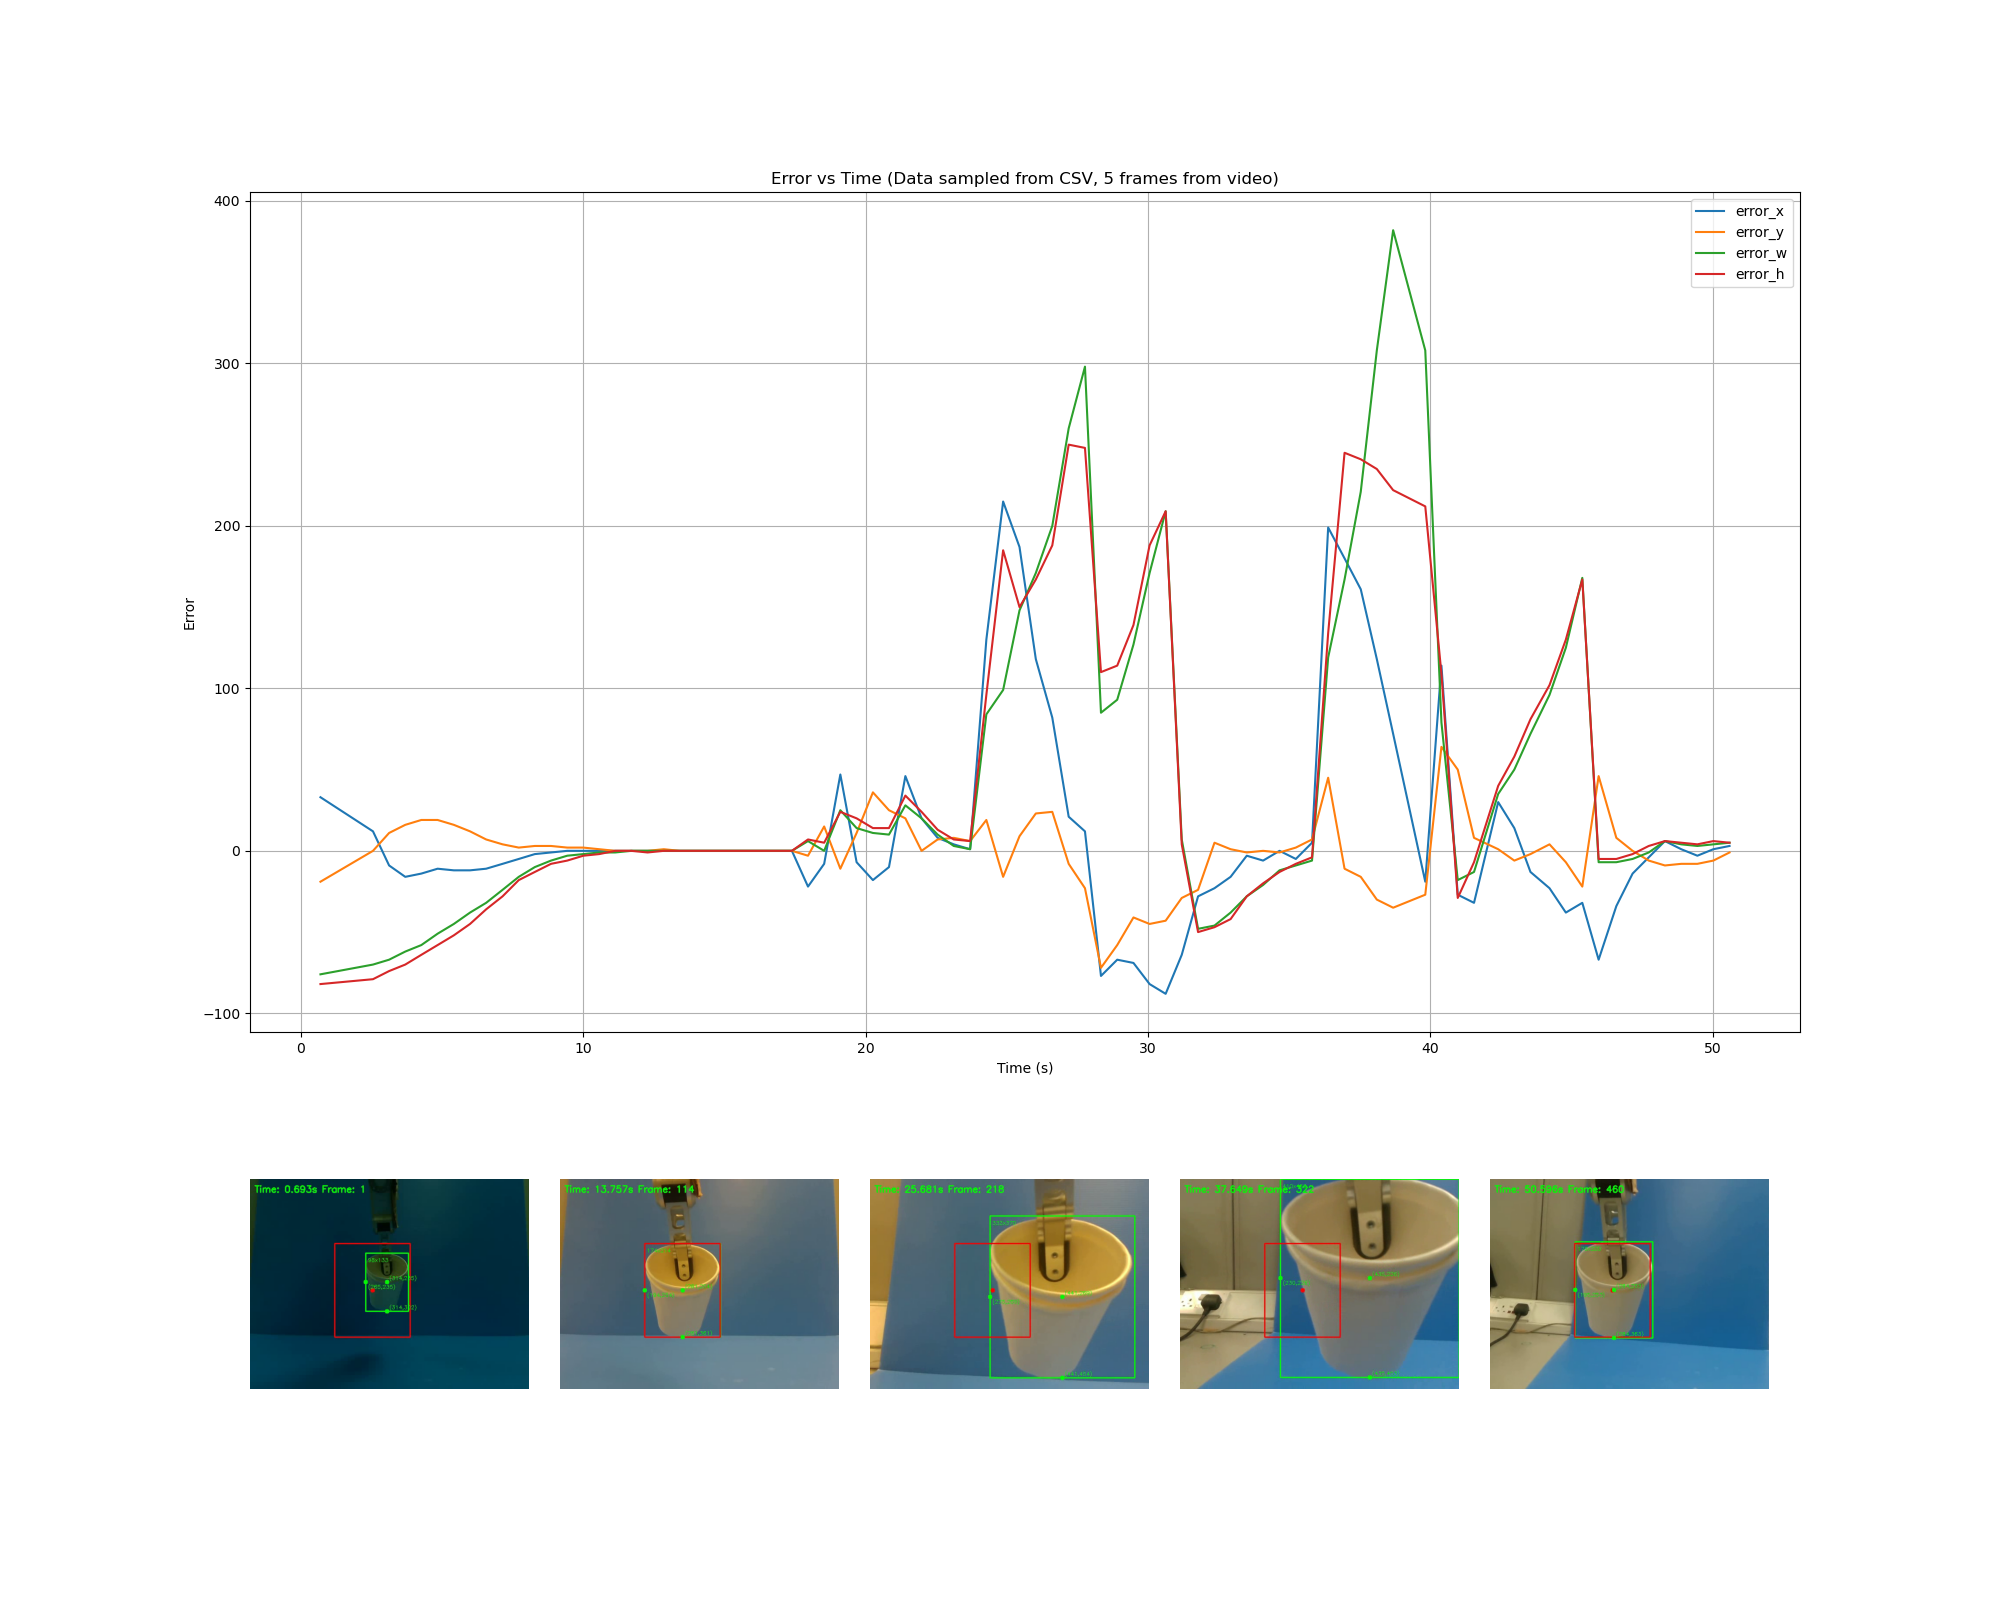 Error vs Time (Data sampled from CSV, 5 frames from video)
400
300
200
100
0
−100
Error
error_x
error_y
error_w
error_h
0
10
20
30
40
50
Time (s)
Time: 0.693s Frame: 1
Time: 13.757s Frame: 114
Time: 25.681s Frame: 218
Time: 37.649s Frame: 322
Time: 50.596s Frame: 460